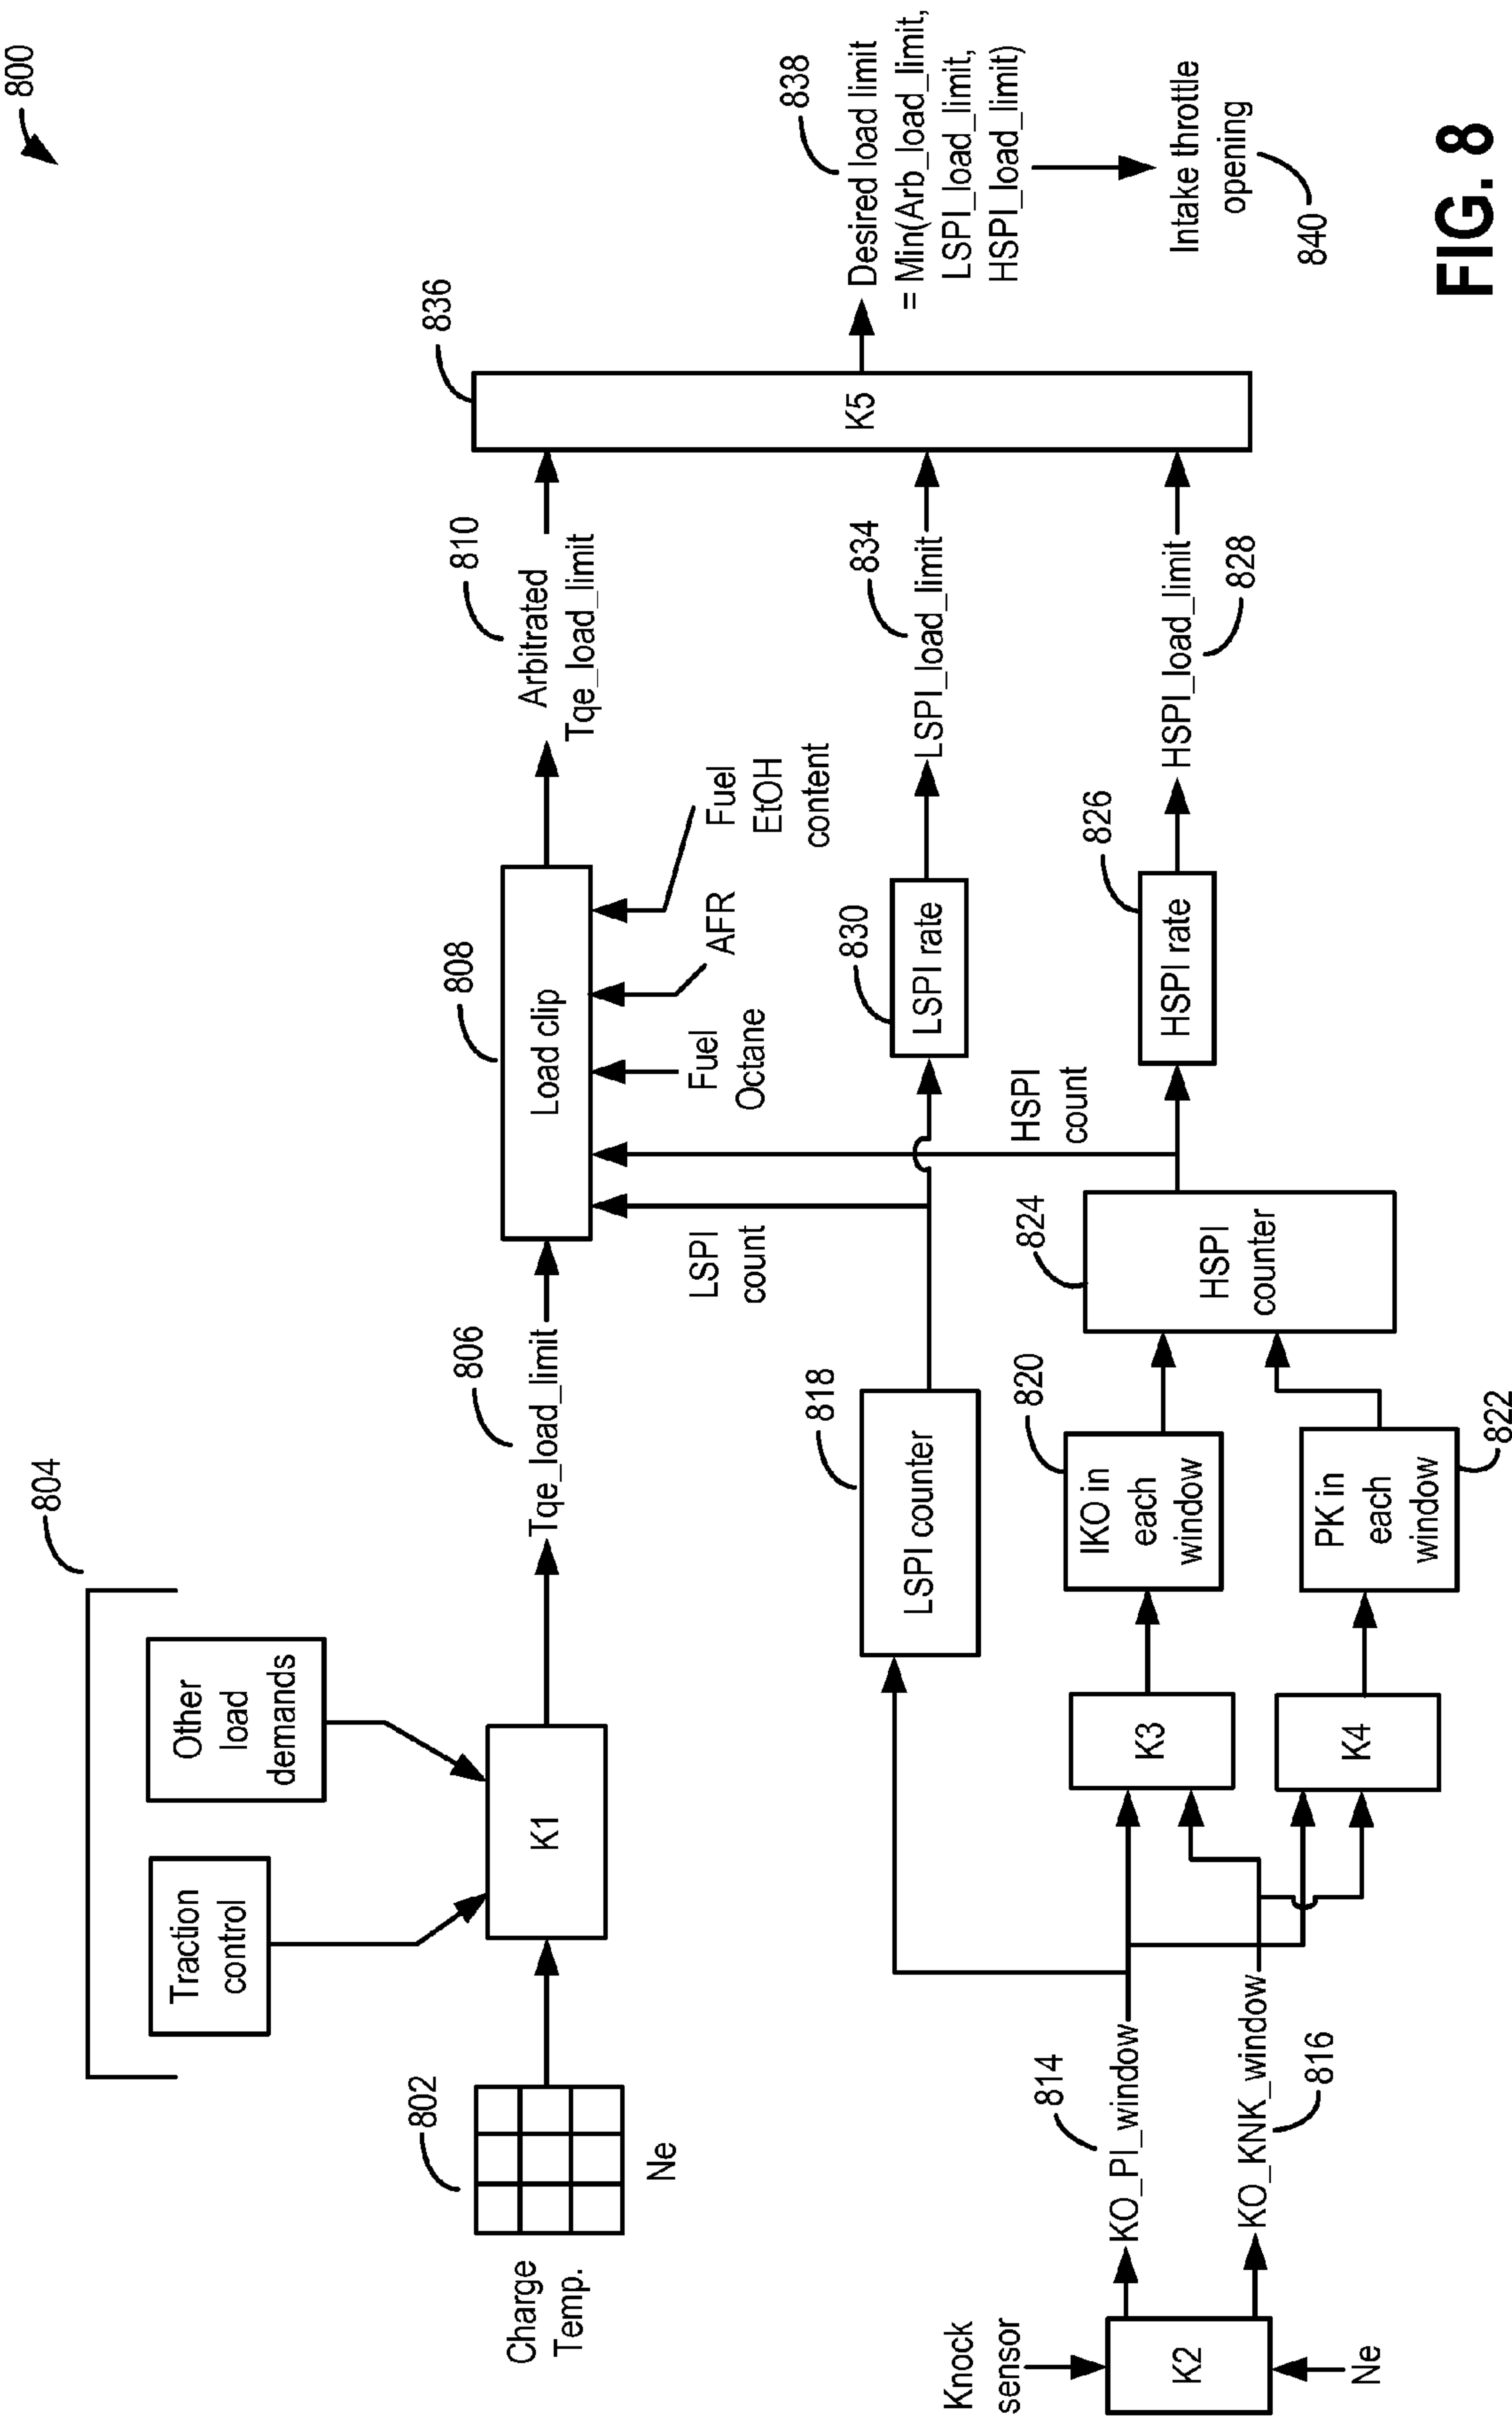 800
804
Traction
control
Other
load
demands
802
Charge
Temp.
Ne
K1
806
Tqe_load_limit
808
Load clip
LSPI
count
HSPI
count
Fuel
Octane
AFR
Fuel
EtOH
content
810
Arbitrated
Tqe_load_limit
836
K5
838
Desired load limit
= Min(Arb_load_limit,
LSPI_load_limit,
HSPI_load_limit)
Intake throttle
opening
840
818
LSPI counter
830
LSPI rate
834
LSPI_load_limit
Knock
sensor
K2
Ne
814
KO_PI_window
KO_KNK_window
816
K3
K4
820
IKO in
each
window
PK in
each
window
822
824
HSPI
counter
826
HSPI rate
HSPI_load_limit
828
FIG. 8